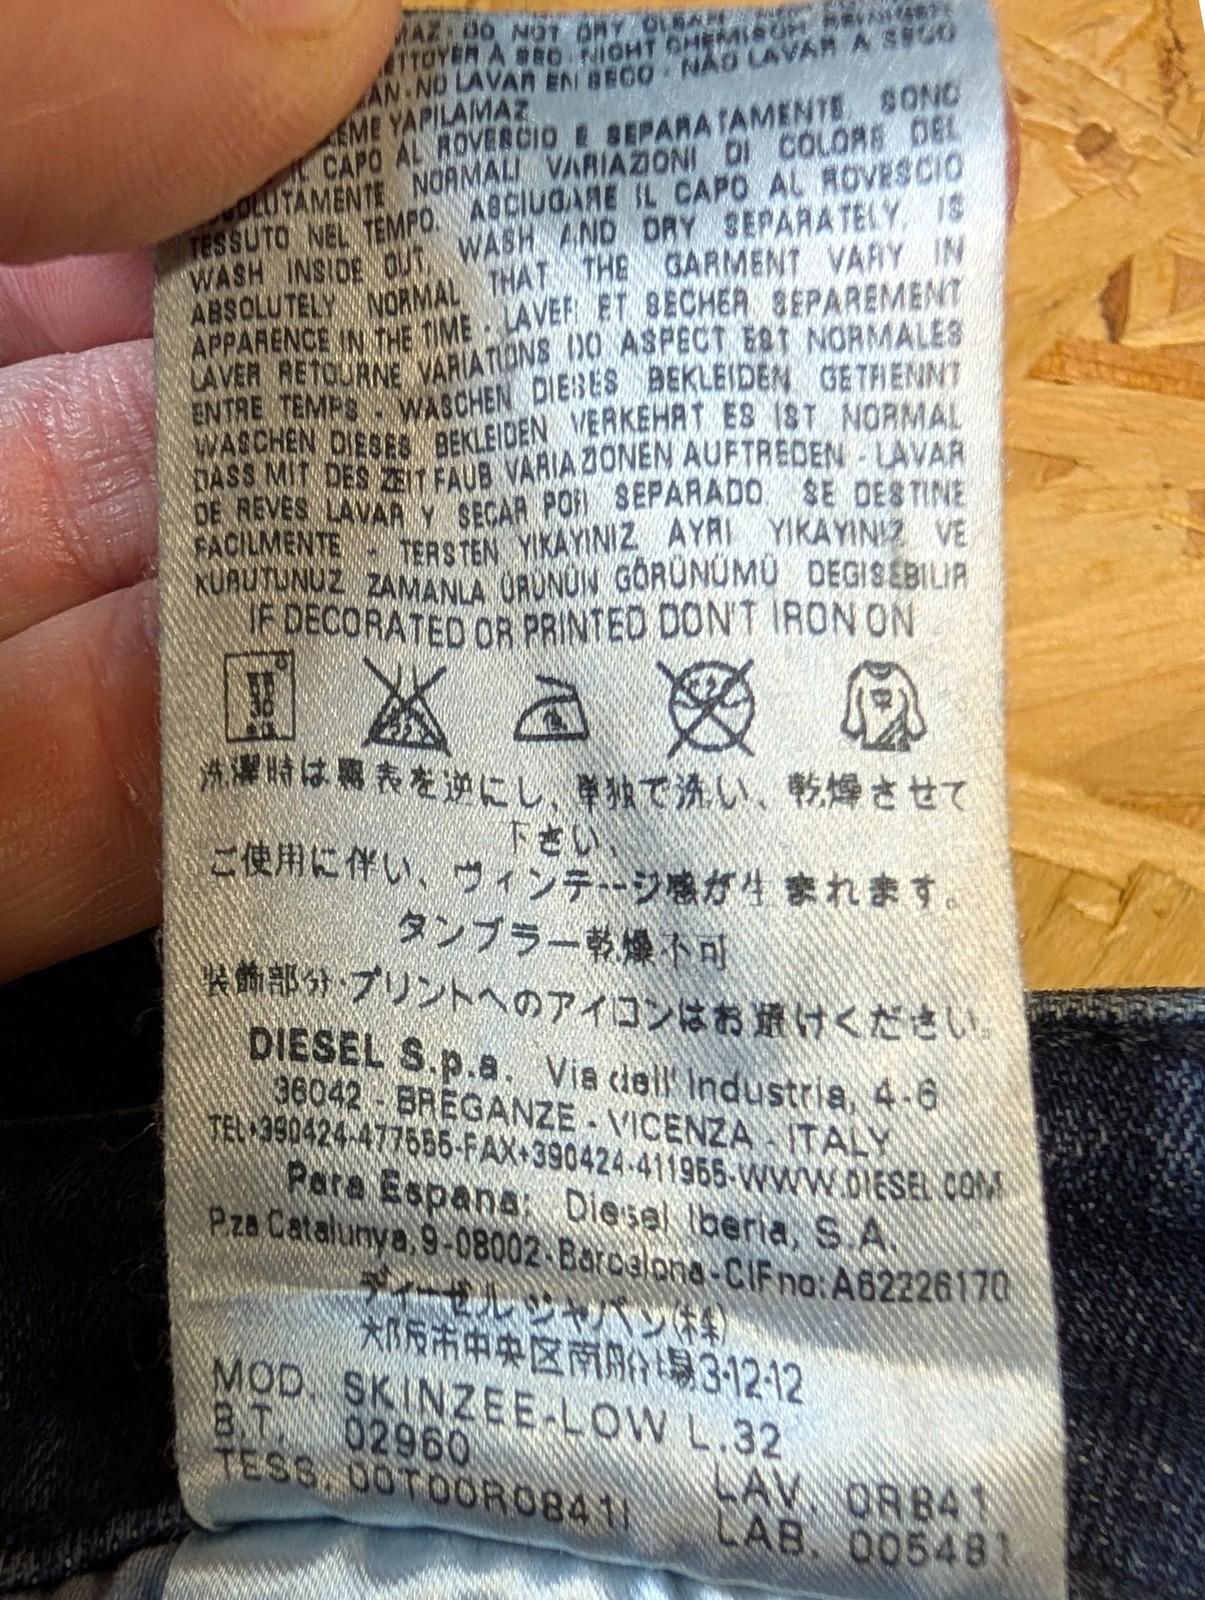 MAZ DO NOT DRY CLEAN
ETTOYER A SEC NIGHT CHEMISCH
AN.NO LAVAR EN SECO - NÃO LAVAR A SECO
LEME YAPILAMAZ
IL CAPO AL ROVESCIO E SEPARATAMENTE. SONO
SOLUTAMENTE NORMALI VARIAZIONI DI COLORE DEL
TESSUTO NEL TEMPO. ASCIUGARE IL CAPO AL ROVESCIO
WASH INSIDE OUT. WASH AND DRY SEPARATELY. IS
ABSOLUTELY NORMAL THAT THE GARMENT VARY IN
APPARENCE IN THE TIME - LAVER ET SECHER SEPAREMENT
LAVER RETOURNE VARIATIONS DO ASPECT EST NORMALES
ENTRE TEMPS - WASCHEN DIESES BEKLEIDEN GETRENNT
WASCHEN DIESES BEKLEIDEN VERKEHRT ES IST NORMAL
DASS MIT DES ZEIT FAUB VARIAZIONEN AUFTREDEN - LAVAR
DE REVES LAVAR Y SECAR POR SEPARADO SE DESTINE
FACILMENTE - TERSTEN YIKAYINIZ AYRI YIKAYINIZ VE
KURUTUNUZ ZAMANLA ÜRÜNÜN GÖRÜNÜMÜ DEGISEBILIR
IF DECORATED OR PRINTED DON'T IRON ON
30
洗濯時は裏表を逆にし、単独で洗い、乾燥させて
下さい、
ご使用に伴い、ヴィンテージ感が生まれます。
タンブラー乾燥不可
装飾部分・プリントへのアイロンはお避けください。
DIESEL S.p.a. Via dell' Industria, 4-6
36042 - BREGANZE - VICENZA - ITALY
TEL+390424-477555-FAX+390424-411955-WWW.DIESEL.COM
Para Espana: Diesel Iberia, S.A.
P.za Catalunya, 9 - 08002 - Barcelona - CIF no: A62226170
ディーゼル ジャパン(株)
大阪市中央区南船場3-12-12
MOD. SKINZEE-LOW L.32
B.T. 02960
TESS. 00T00R0841I LAV. 0R841
LAB. 005481